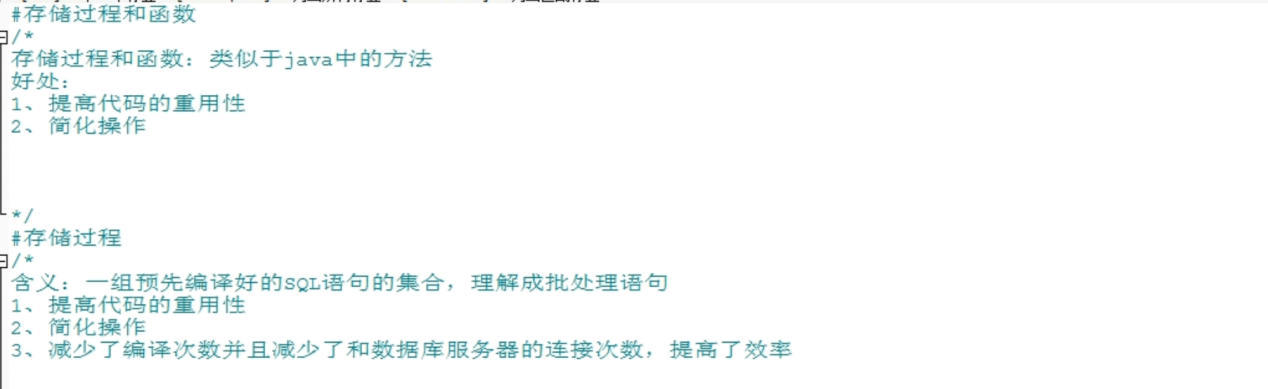 #存储过程和函数
/*
存储过程和函数：类似于java中的方法
好处：
1、提高代码的重用性
2、简化操作
*/
#存储过程
/*
含义：一组预先编译好的SQL语句的集合，理解成批处理语句
1、提高代码的重用性
2、简化操作
3、减少了编译次数并且减少了和数据库服务器的连接次数，提高了效率